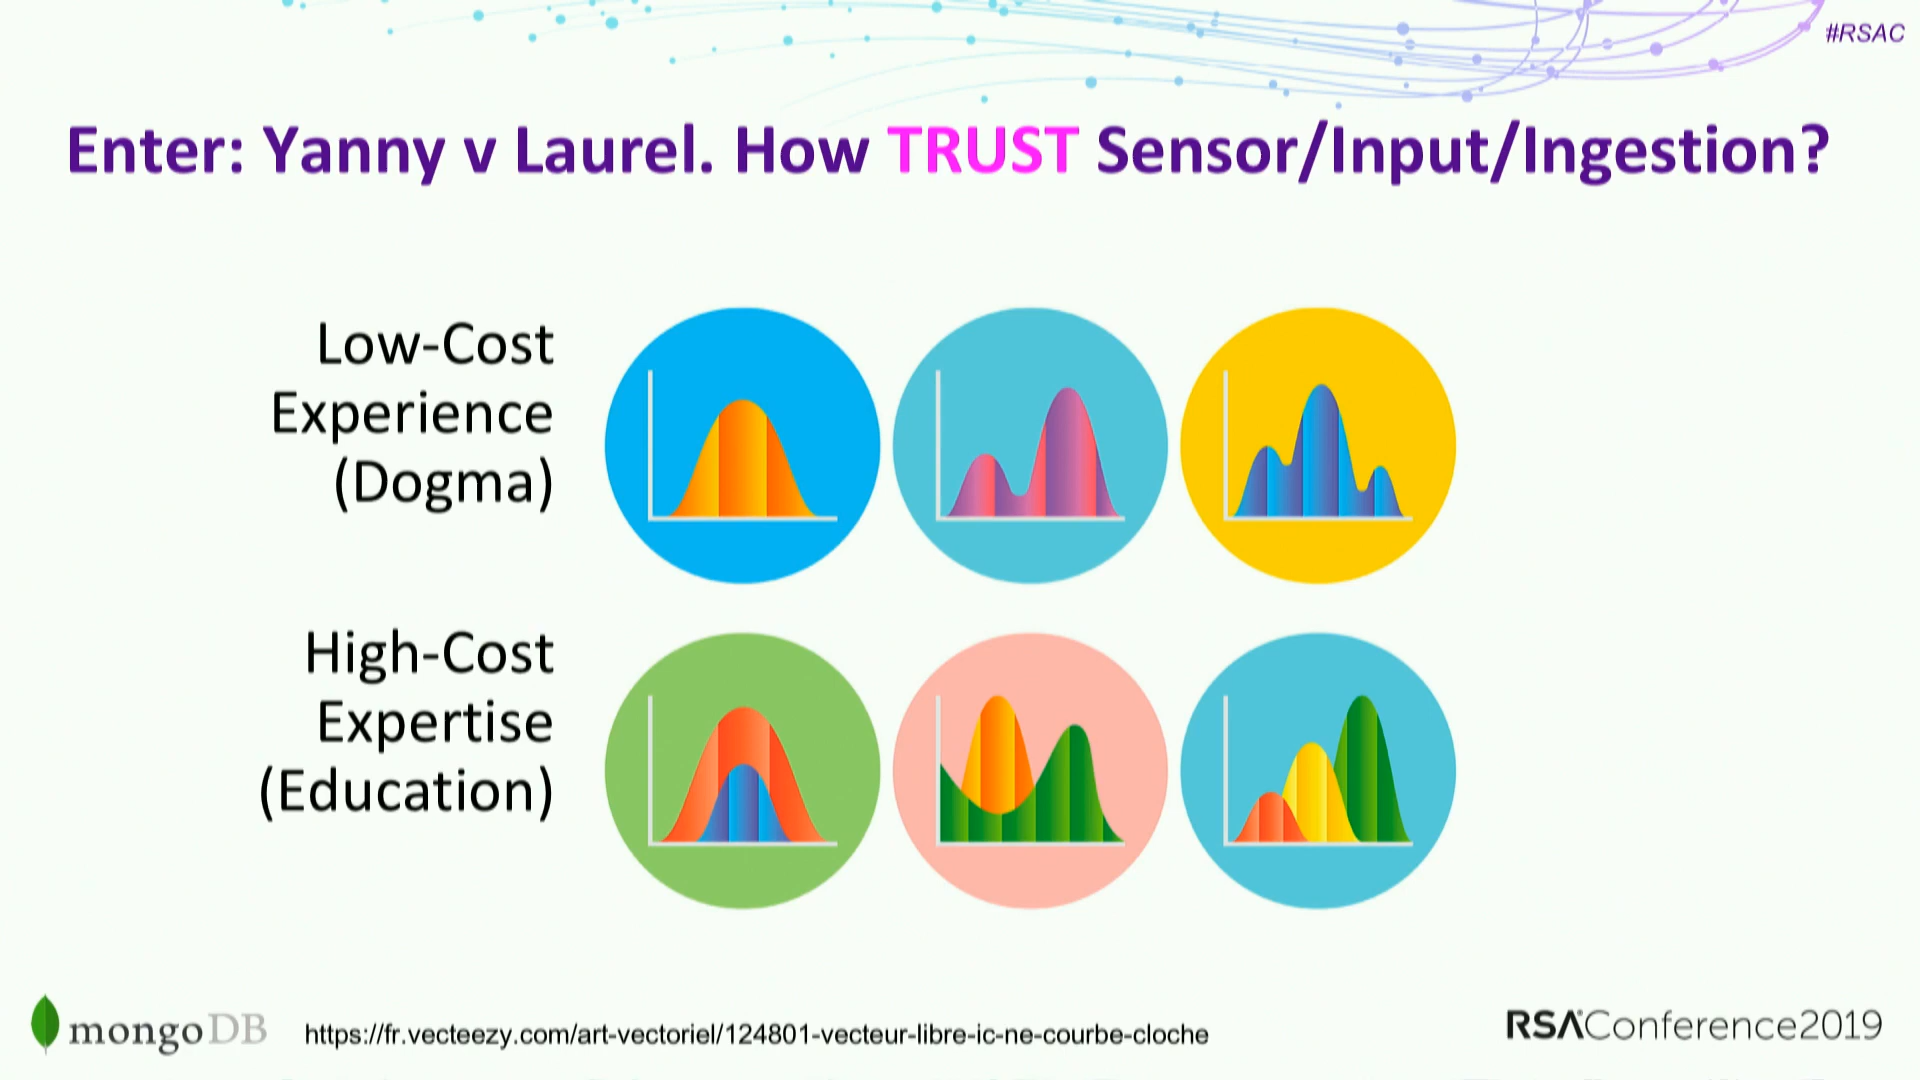 #RSAC
Enter: Yanny v Laurel. How TRUST Sensor/Input/Ingestion?
Low-Cost
Experience
(Dogma)
High-Cost
Expertise
(Education)
mongoDB
https://fr.vecteezy.com/art-vectoriel/124801-vecteur-libre-ic-ne-courbe-cloche
RSAConference2019